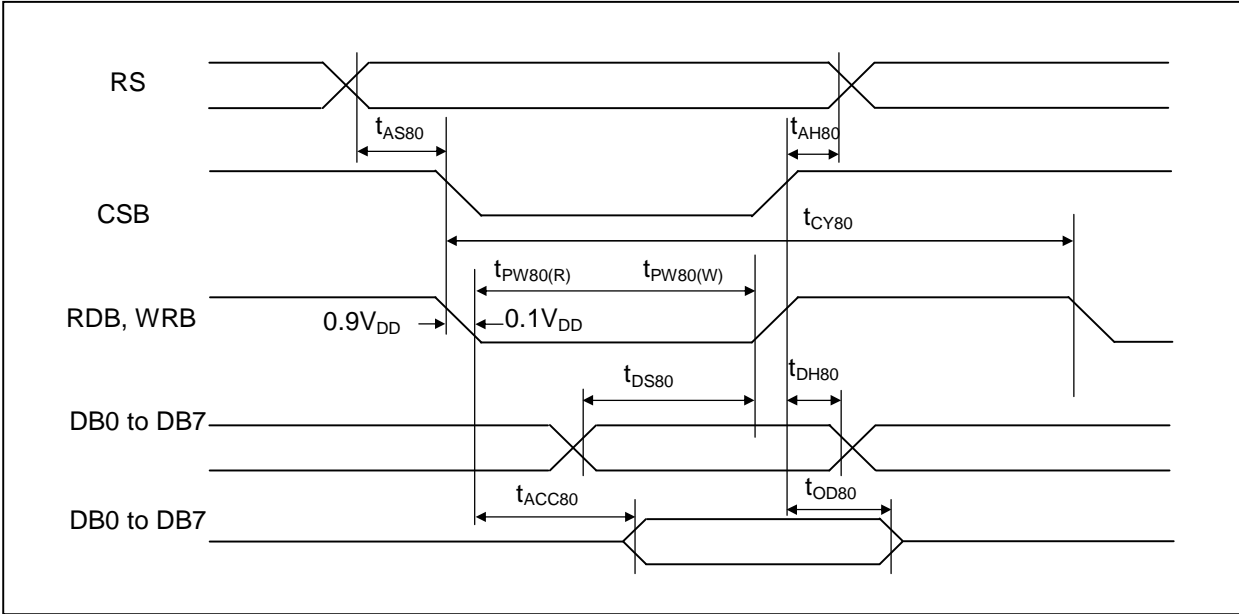 RS
tAS80
tAH80
CSB
tCY80
tPW80(R)
tPW80(W)
RDB, WRB
0.9VDD
0.1VDD
tDS80
tDH80
DB0 to DB7
tACC80
tOD80
DB0 to DB7